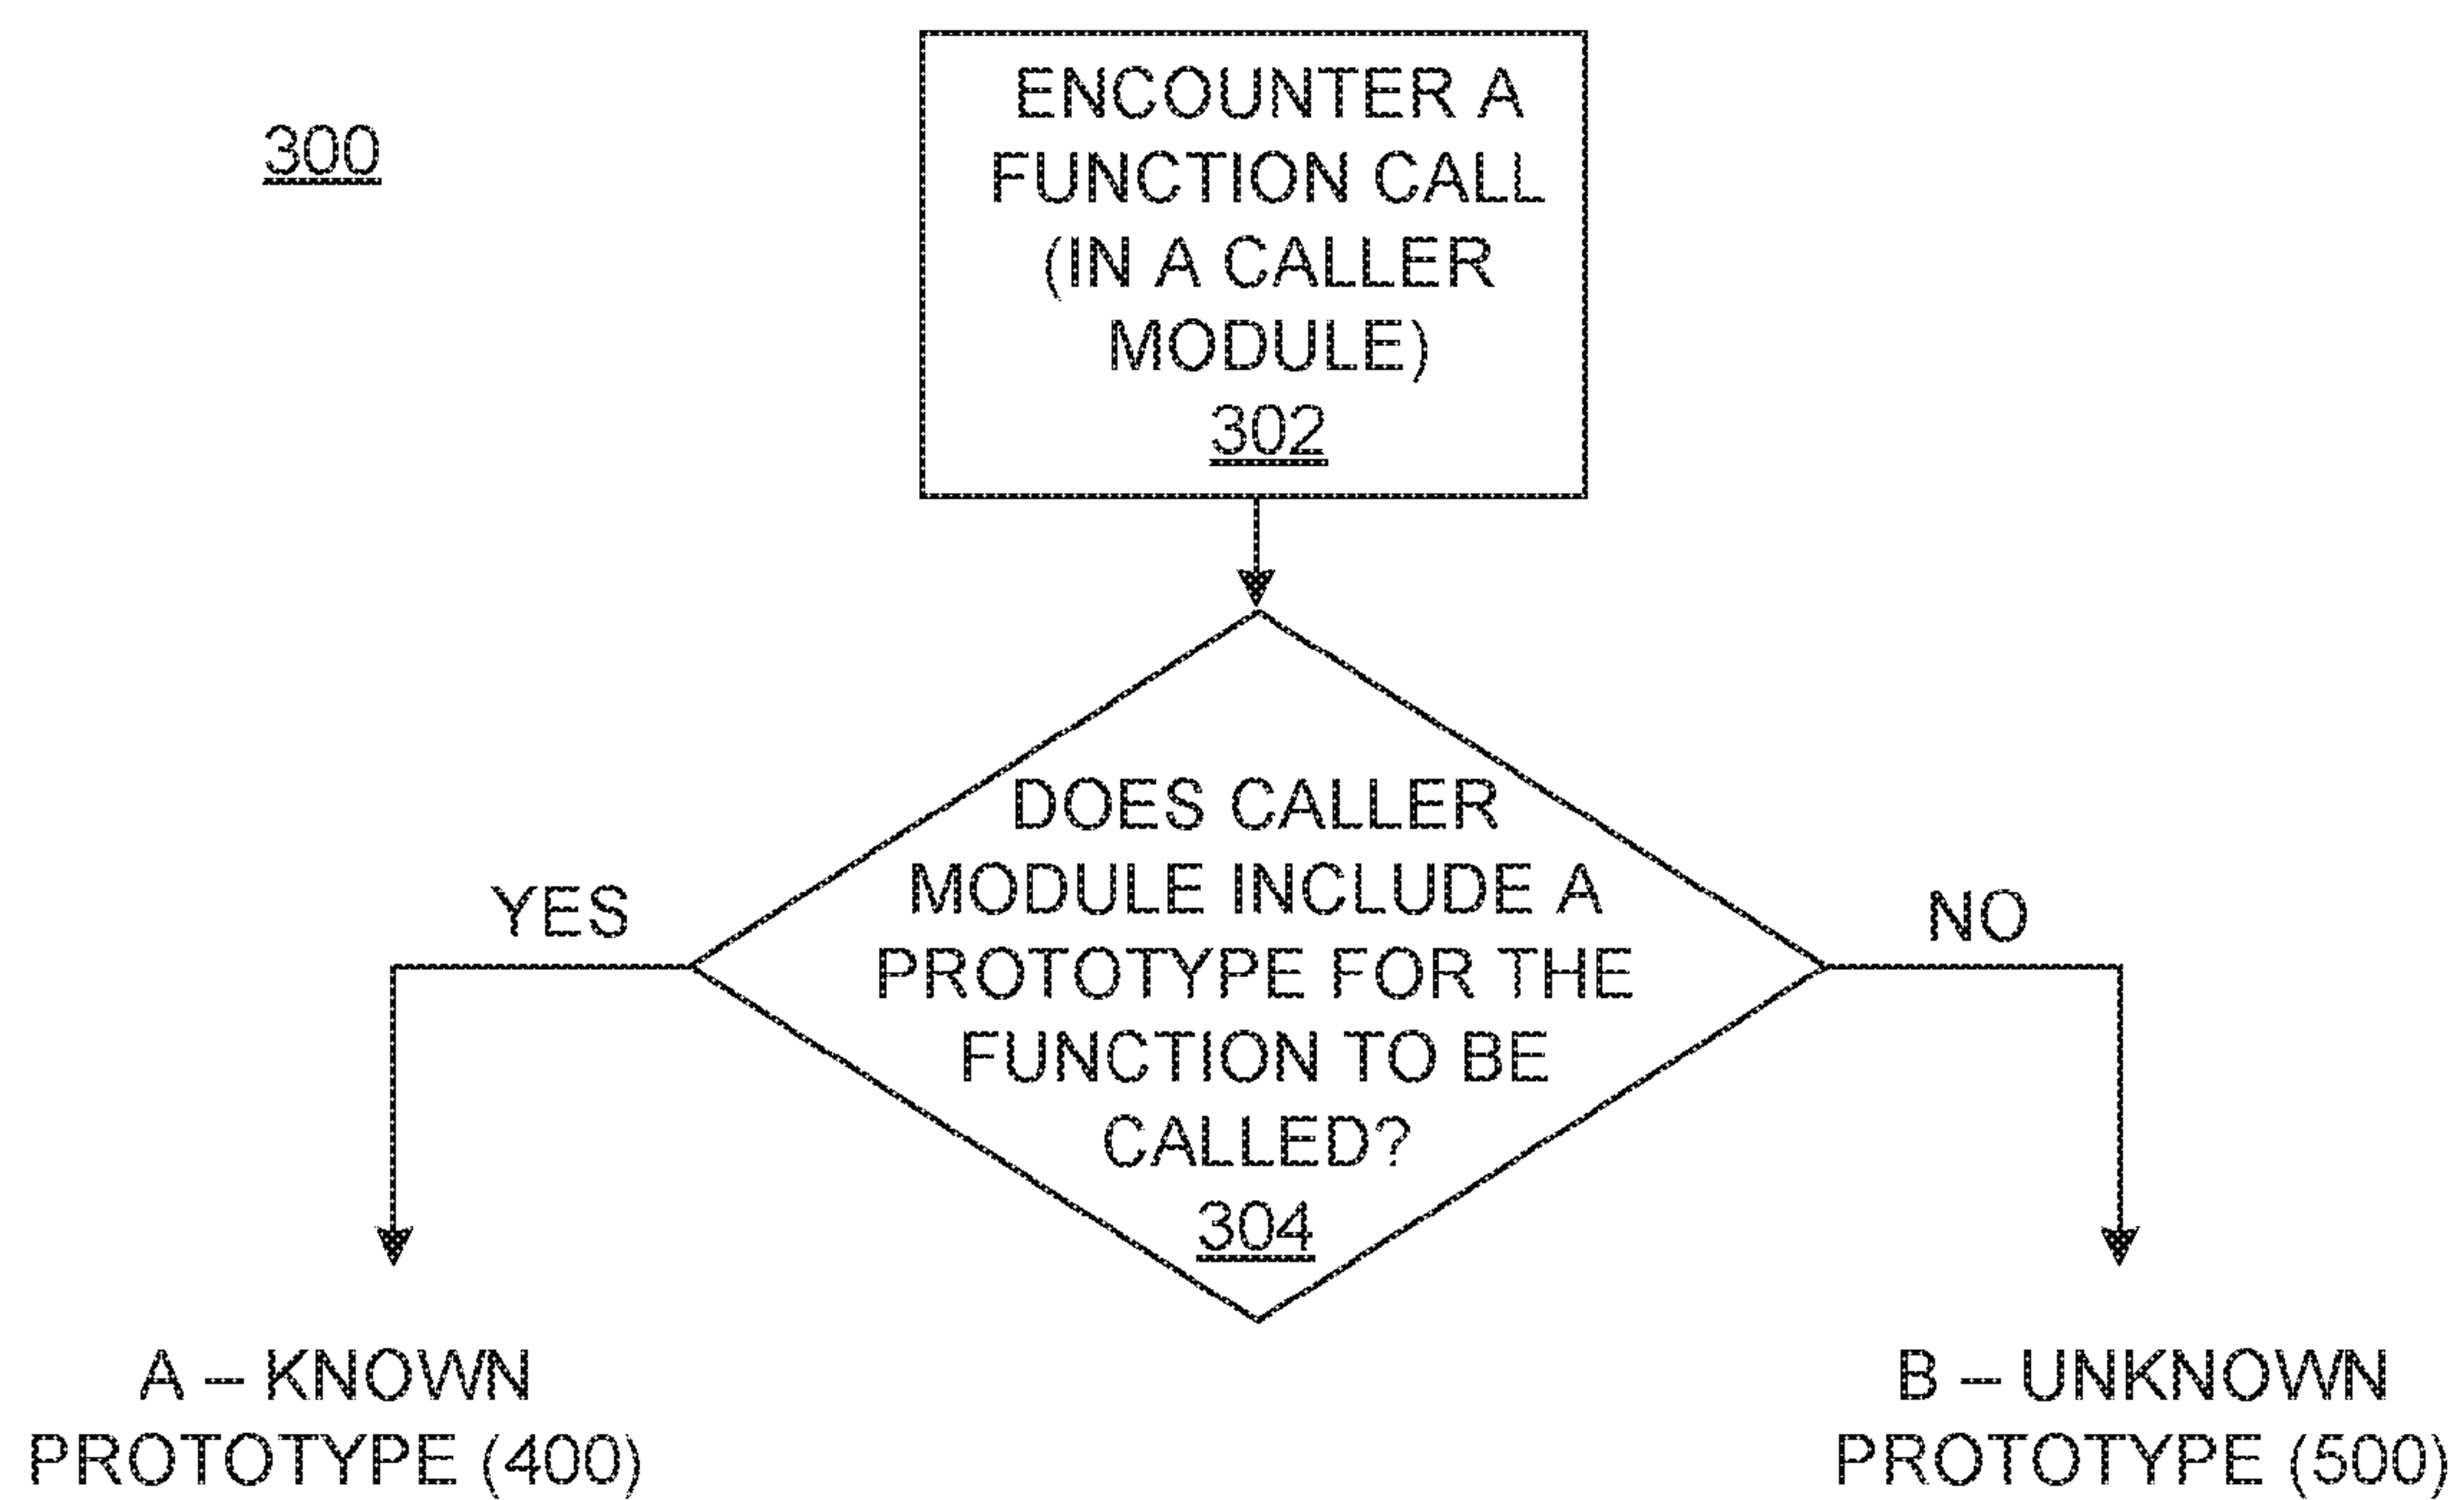 300
ENCOUNTER A
FUNCTION CALL
(IN A CALLER
MODULE)
302
DOES CALLER
MODULE INCLUDE A
PROTOTYPE FOR THE
FUNCTION TO BE
CALLED?
304
YES
NO
A – KNOWN
PROTOTYPE (400)
B – UNKNOWN
PROTOTYPE (500)